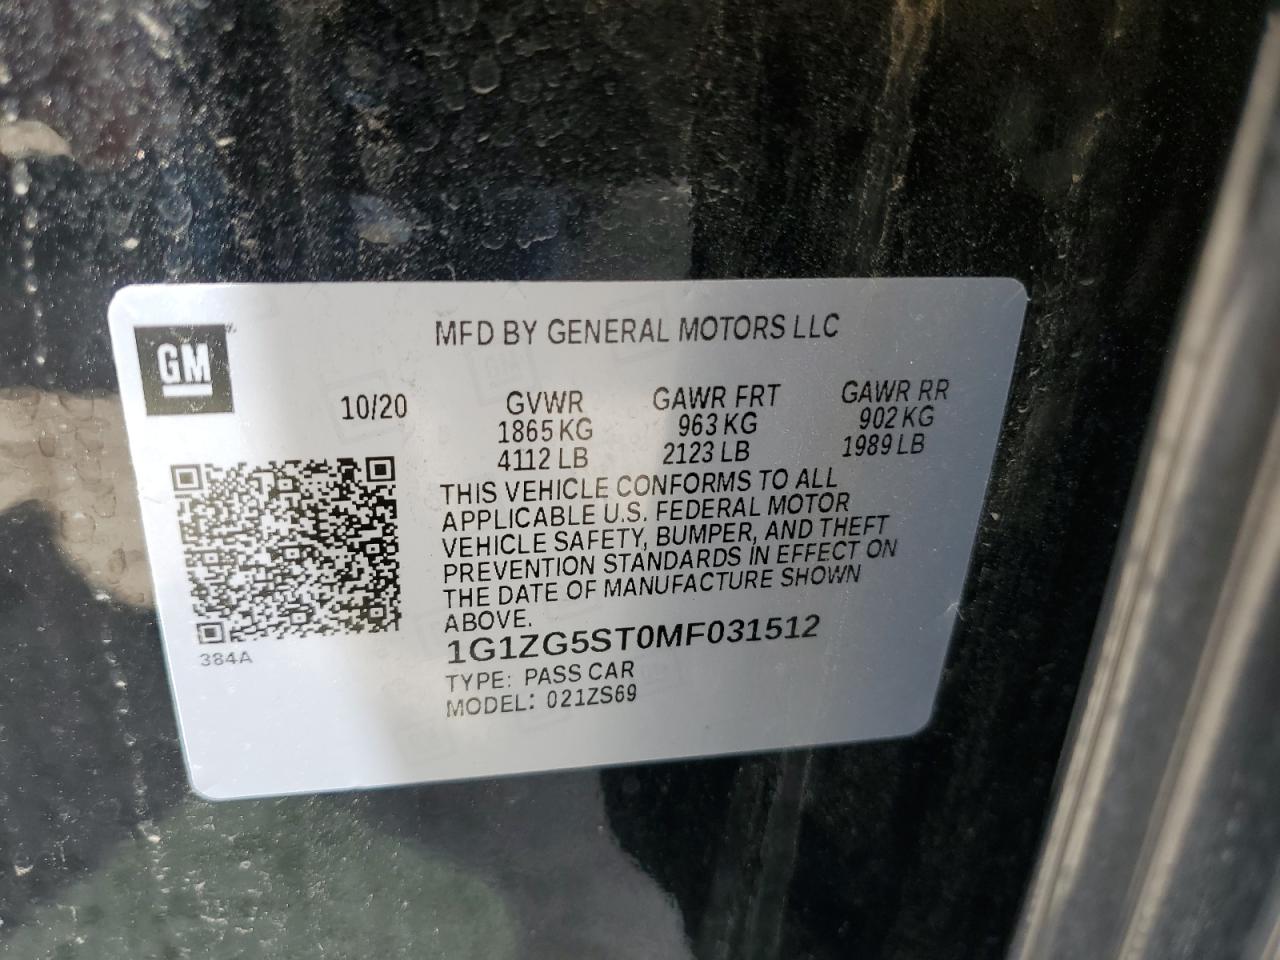 MFD BY GENERAL MOTORS LLC
GM
10/20 GVWR GAWR FRT GAWR RR
1865 KG 963 KG 902 KG
4112 LB 2123 LB 1989 LB
THIS VEHICLE CONFORMS TO ALL
APPLICABLE U.S. FEDERAL MOTOR
VEHICLE SAFETY, BUMPER, AND THEFT
PREVENTION STANDARDS IN EFFECT ON
THE DATE OF MANUFACTURE SHOWN
ABOVE.
1G1ZG5ST0MF031512
384A
TYPE: PASS CAR
MODEL: 021ZS69